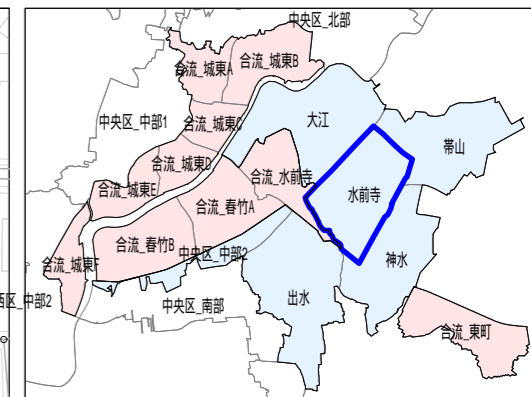 中央区_北部
合流_城東A
合流_城東B
中央区_中部1
合流_城東C
大江
帯山
合流_城東D
合流_水前寺
水前寺
合流_城東E
合流_春竹A
合流_春竹B
中央区_中部2
神水
合流_城東F
西区_中部2
中央区_南部
出水
合流_東町